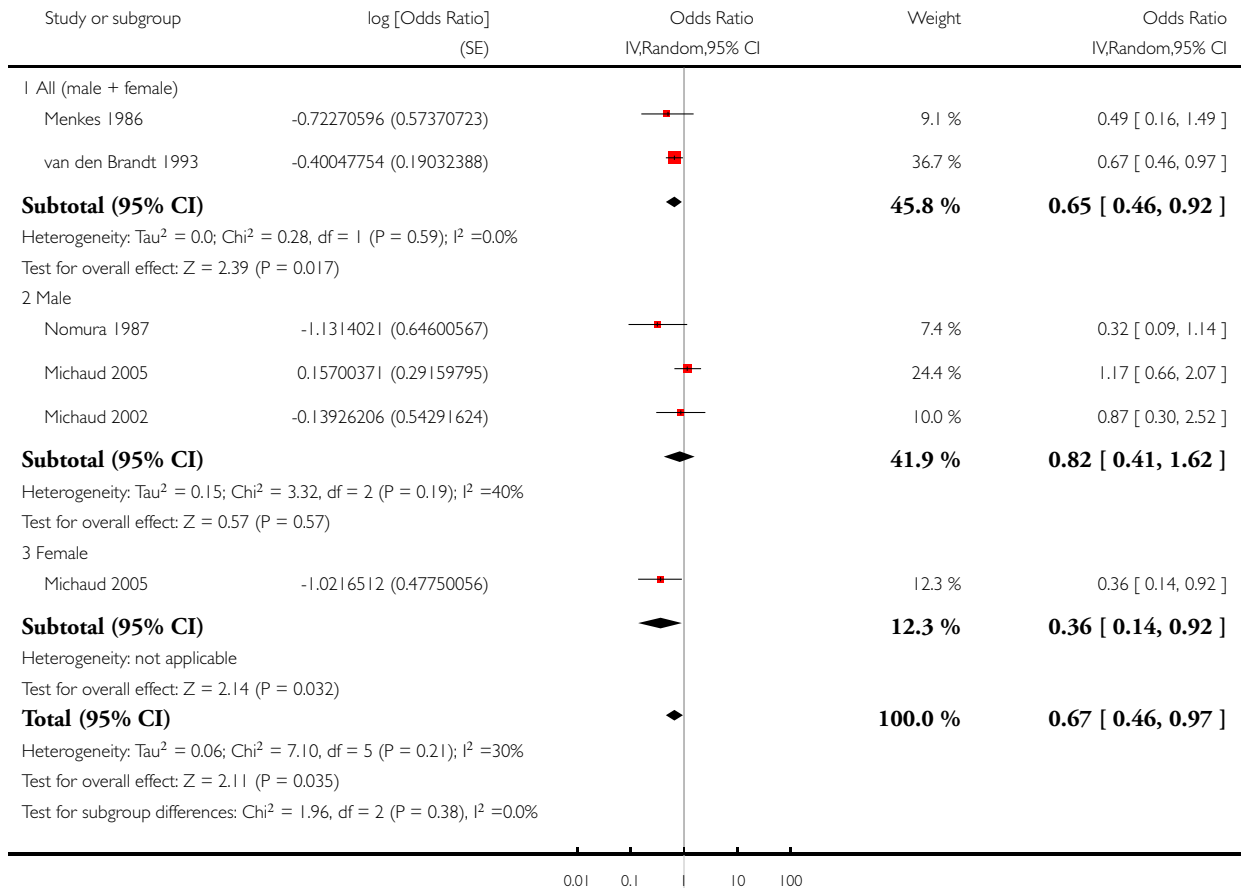 Study or subgroup log [Odds Ratio] Odds Ratio Weight Odds Ratio
(SE) IV,Random,95% CI IV,Random,95% CI
1 All (male + female)
Menkes 1986 -0.72270596 (0.57370723) 9.1 % 0.49 [ 0.16, 1.49 ]
van den Brandt 1993 -0.40047754 (0.19032388) 36.7 % 0.67 [ 0.46, 0.97 ]
Subtotal (95% CI) 45.8 % 0.65 [ 0.46, 0.92 ]
Heterogeneity: Tau² = 0.0; Chi² = 0.28, df = 1 (P = 0.59); I² =0.0%
Test for overall effect: Z = 2.39 (P = 0.017)
2 Male
Nomura 1987 -1.1314021 (0.64600567) 7.4 % 0.32 [ 0.09, 1.14 ]
Michaud 2005 0.15700371 (0.29159795) 24.4 % 1.17 [ 0.66, 2.07 ]
Michaud 2002 -0.13926206 (0.54291624) 10.0 % 0.87 [ 0.30, 2.52 ]
Subtotal (95% CI) 41.9 % 0.82 [ 0.41, 1.62 ]
Heterogeneity: Tau² = 0.15; Chi² = 3.32, df = 2 (P = 0.19); I² =40%
Test for overall effect: Z = 0.57 (P = 0.57)
3 Female
Michaud 2005 -1.0216512 (0.47750056) 12.3 % 0.36 [ 0.14, 0.92 ]
Subtotal (95% CI) 12.3 % 0.36 [ 0.14, 0.92 ]
Heterogeneity: not applicable
Test for overall effect: Z = 2.14 (P = 0.032)
Total (95% CI) 100.0 % 0.67 [ 0.46, 0.97 ]
Heterogeneity: Tau² = 0.06; Chi² = 7.10, df = 5 (P = 0.21); I² =30%
Test for overall effect: Z = 2.11 (P = 0.035)
Test for subgroup differences: Chi² = 1.96, df = 2 (P = 0.38), I² =0.0%
0.01 0.1 1 10 100